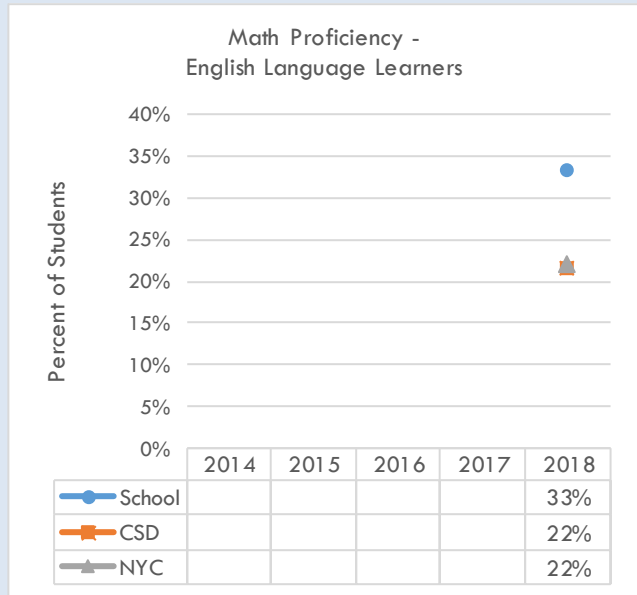 Math Proficiency -
English Language Learners
Percent of Students
40%
35%
30%
25%
20%
15%
10%
5%
0%
2014 2015 2016 2017 2018
School 33%
CSD 22%
NYC 22%